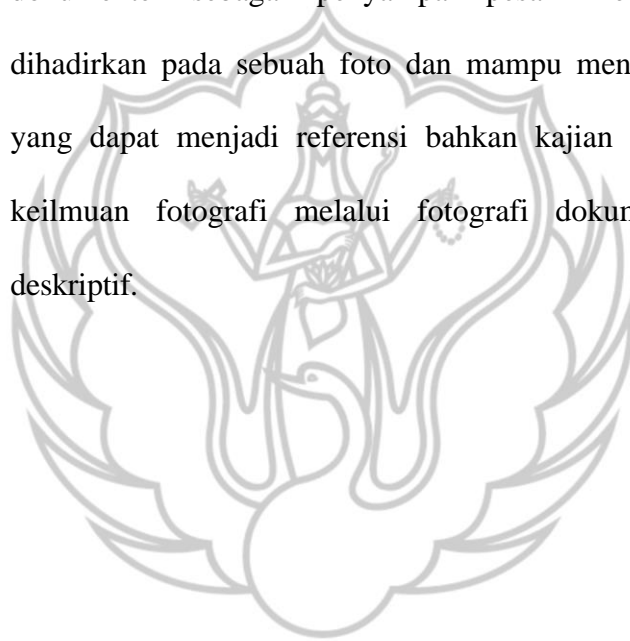 dihadirkan pada sebuah foto dan mampu men
yang dapat menjadi referensi bahkan kajian
keilmuan fotografi melalui fotografi dokum
deskriptif.